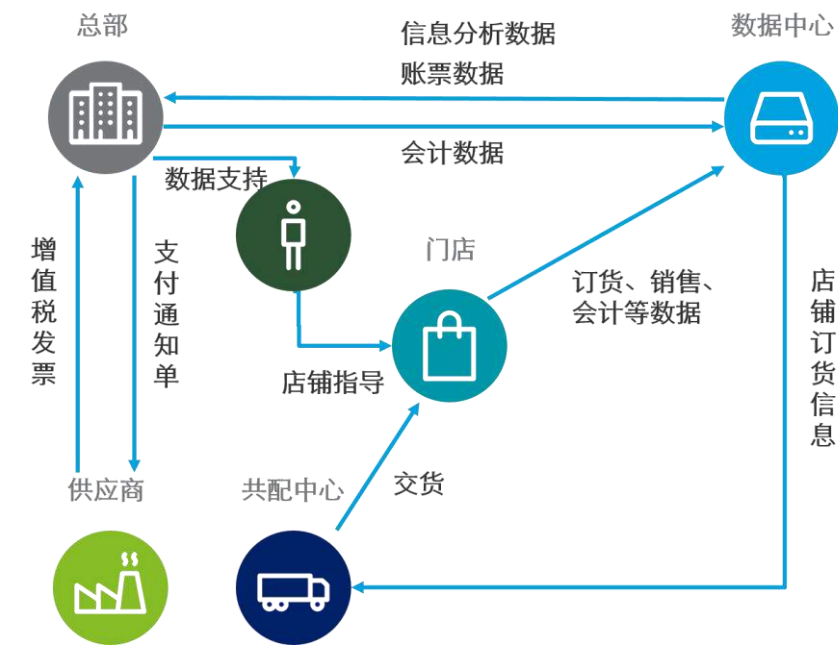 总部
信息分析数据
账票数据
数据中心
会计数据
数据支持
门店
增值税发票
支付通知单
订货、销售、
会计等数据
店铺订货信息
店铺指导
供应商
共配中心
交货